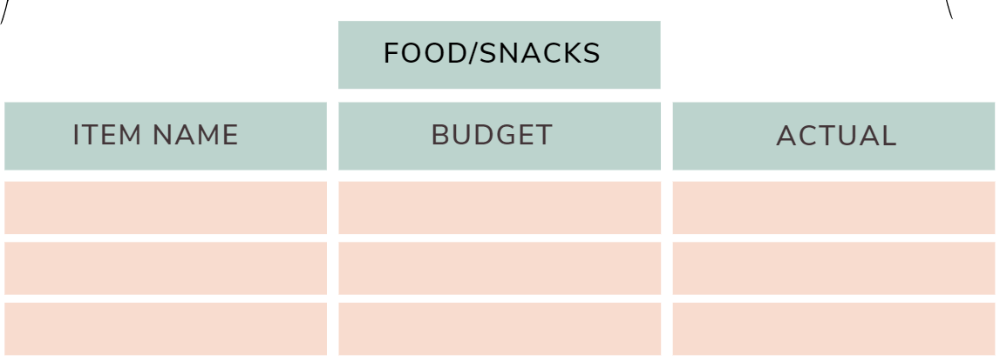 FOOD/SNACKS
ITEM NAME BUDGET ACTUAL